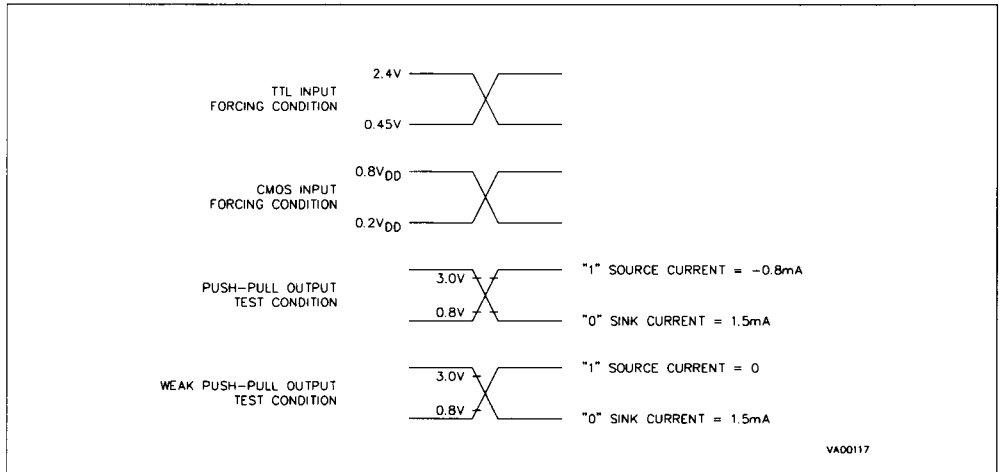 TTL INPUT
FORCING CONDITION
2.4V
0.45V
CMOS INPUT
FORCING CONDITION
0.8VDD
0.2VDD
PUSH-PULL OUTPUT
TEST CONDITION
3.0V
0.8V
"1" SOURCE CURRENT = -0.8mA
"0" SINK CURRENT = 1.5mA
WEAK PUSH-PULL OUTPUT
TEST CONDITION
3.0V
0.8V
"1" SOURCE CURRENT = 0
"0" SINK CURRENT = 1.5mA
VA00117